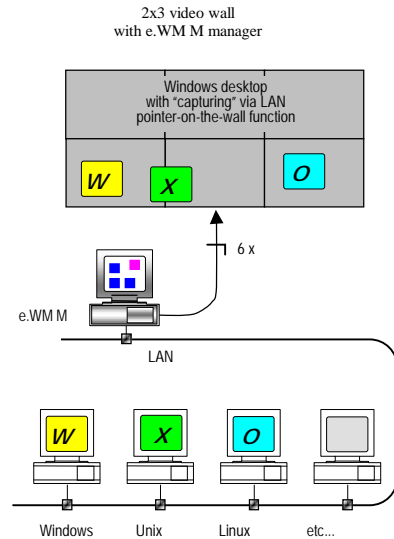 2x3 video wall
with e.WM M manager
Windows desktop
with "capturing" via LAN
pointer-on-the-wall function
W
X
O
6 x
e.WM M
LAN
W
X
O
Windows Unix Linux etc...